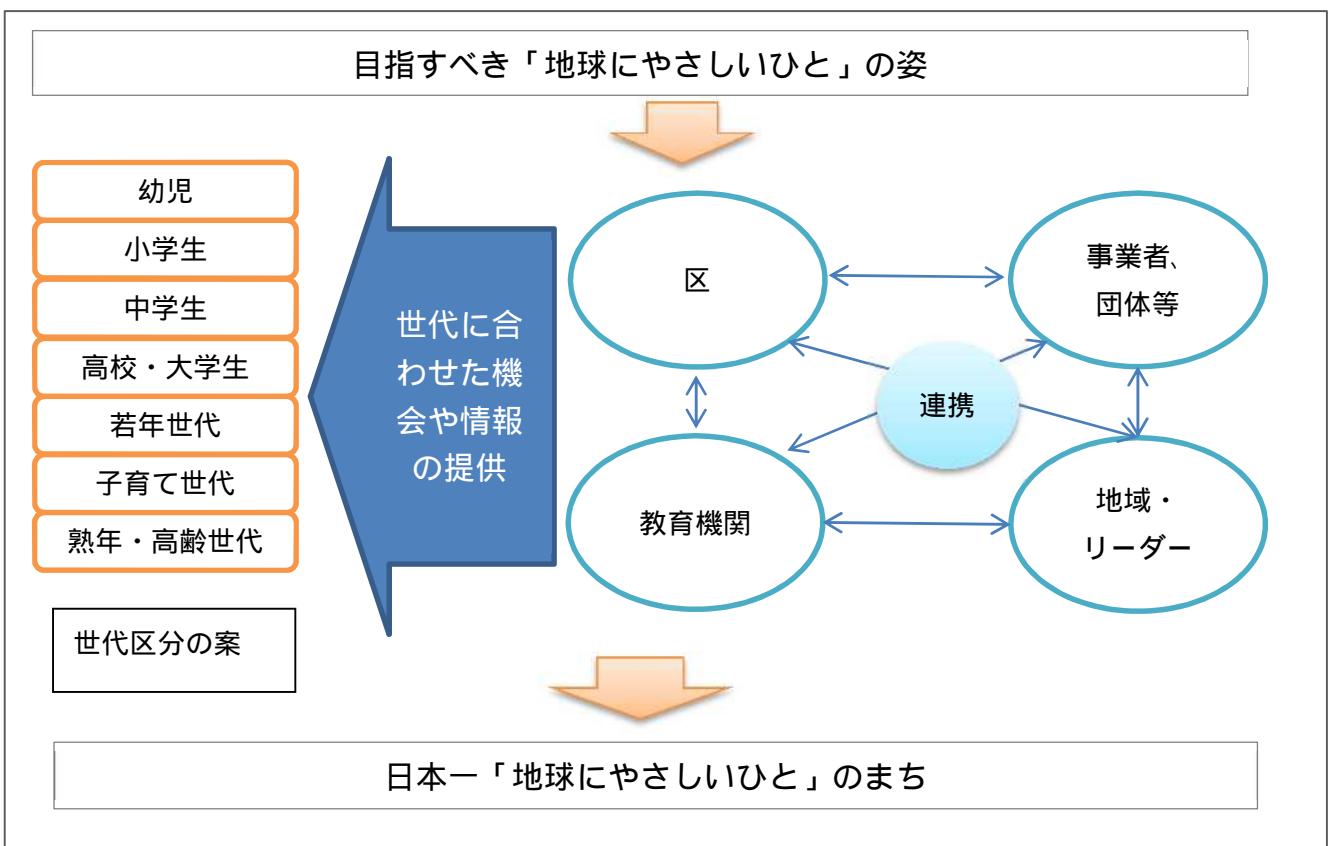 目指すべき「地球にやさしいひと」の姿
幼児
小学生
中学生
高校・大学生
若年世代
子育て世代
熟年・高齢世代
世代区分の案
世代に合
わせた機
会や情報
の提供
区
事業者、
団体等
連携
教育機関
地域・
リーダー
日本一「地球にやさしいひと」のまち